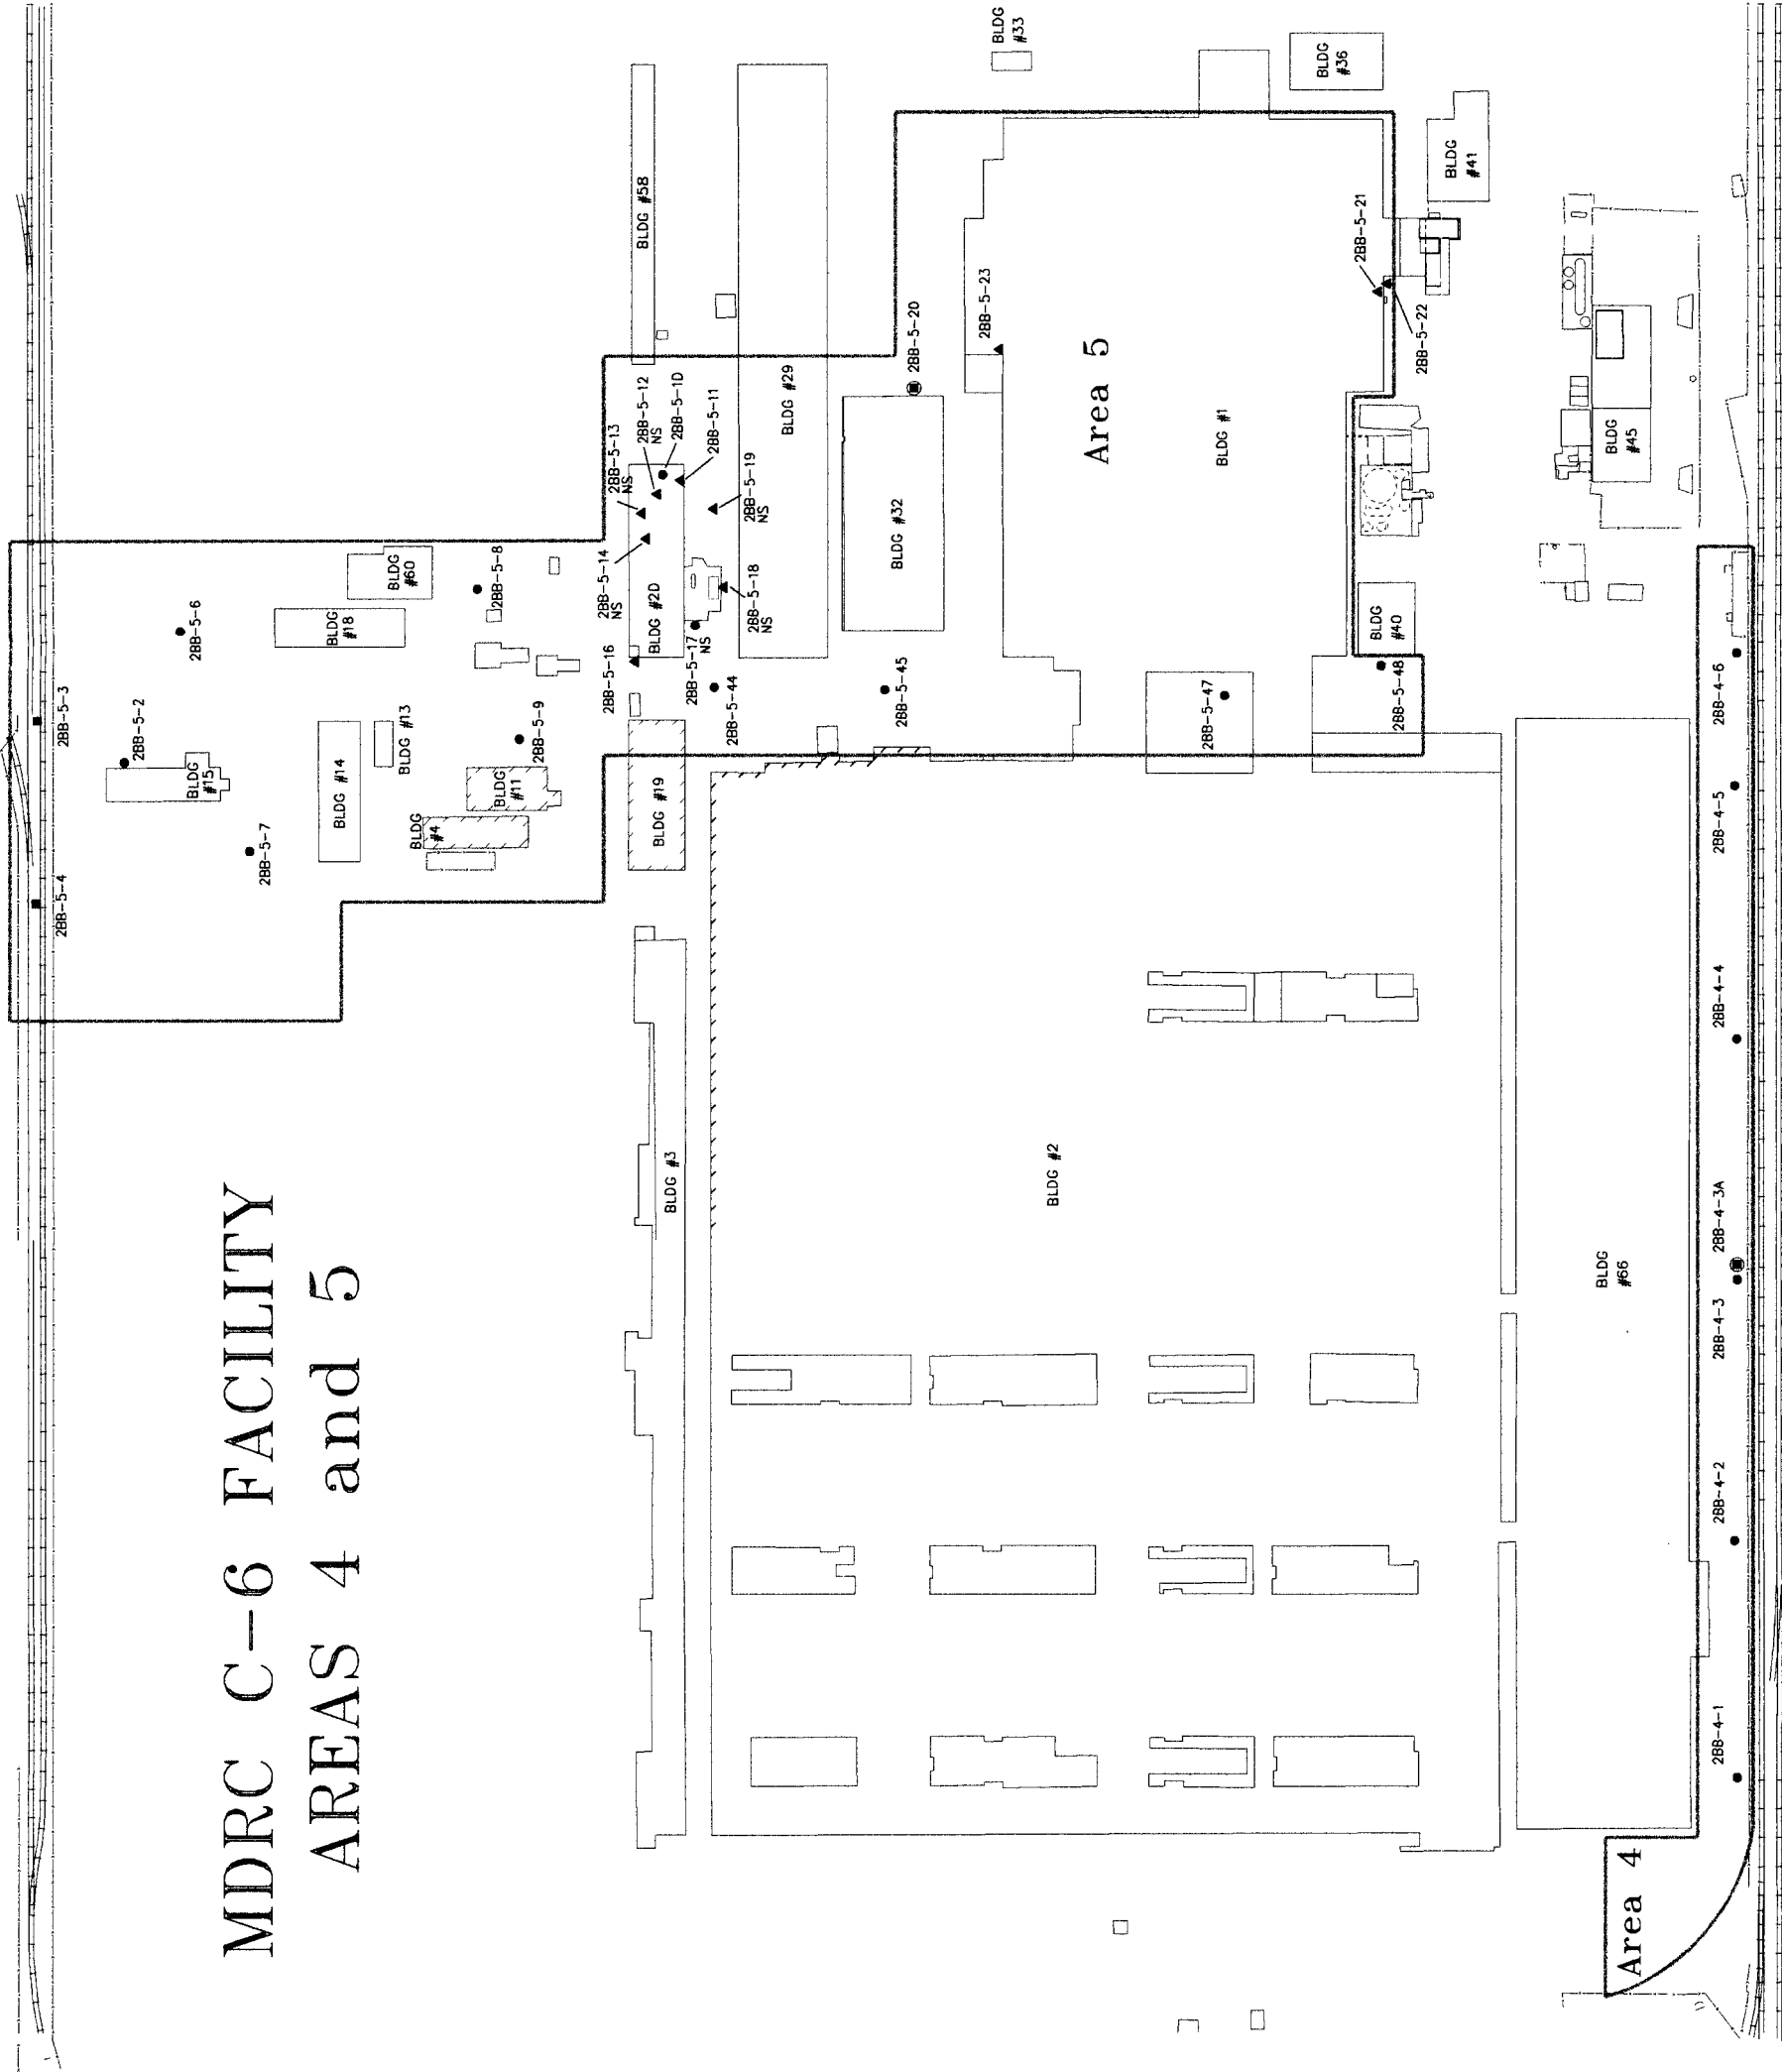 MDRC C-6 FACILITY
AREAS 4 and 5
2BB-5-4
2BB-5-3
2BB-5-2
2BB-5-6
2BB-5-7
BLDG
#15
BLDG
#18
BLDG #14
BLDG #13
BLDG
#60
BLDG
#4
BLDG
#11
2BB-5-8
2BB-5-9
2BB-5-16
2BB-5-14
NS
2BB-5-13
NS
2BB-5-12
NS
2BB-5-10
2BB-5-11
2BB-5-19
NS
2BB-5-18
NS
2BB-5-17
NS
2BB-5-44
2BB-5-45
BLDG #20
BLDG #58
BLDG #19
BLDG #3
BLDG #29
BLDG #32
2BB-5-20
2BB-5-23
BLDG
#33
BLDG
#36
Area 5
BLDG #1
BLDG #2
2BB-5-47
2BB-5-48
BLDG
#40
2BB-5-21
2BB-5-22
BLDG
#41
BLDG
#45
BLDG
#66
Area 4
2BB-4-1
2BB-4-2
2BB-4-3
2BB-4-3A
2BB-4-4
2BB-4-5
2BB-4-6